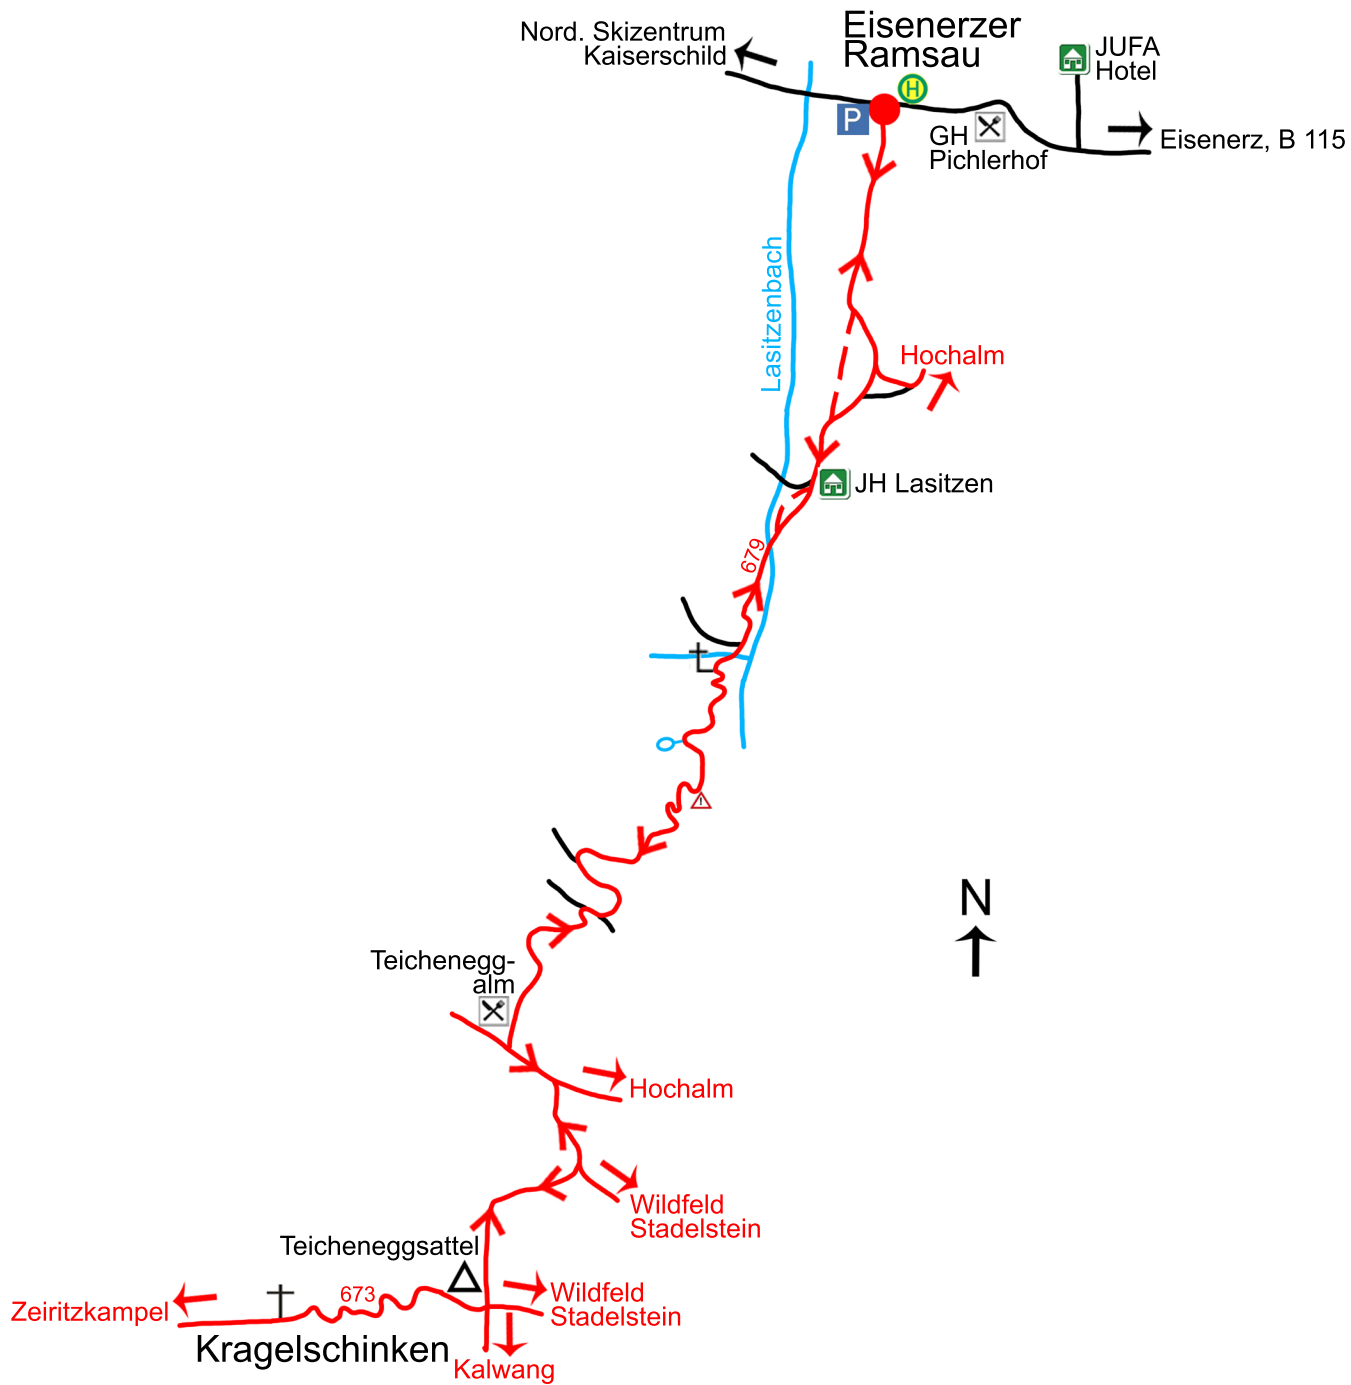 Nord. Skizentrum
Kaiserschild
Eisenerzer
Ramsau
H
P
JUFA
Hotel
GH
Pichlerhof
Eisenerz, B 115
Lasitzenbach
Hochalm
JH Lasitzen
679
!
N
Teichenegg-
alm
Hochalm
Wildfeld
Stadelstein
Teicheneggsattel
673
Wildfeld
Stadelstein
Zeiritzkampel
Kragelschinken
Kalwang